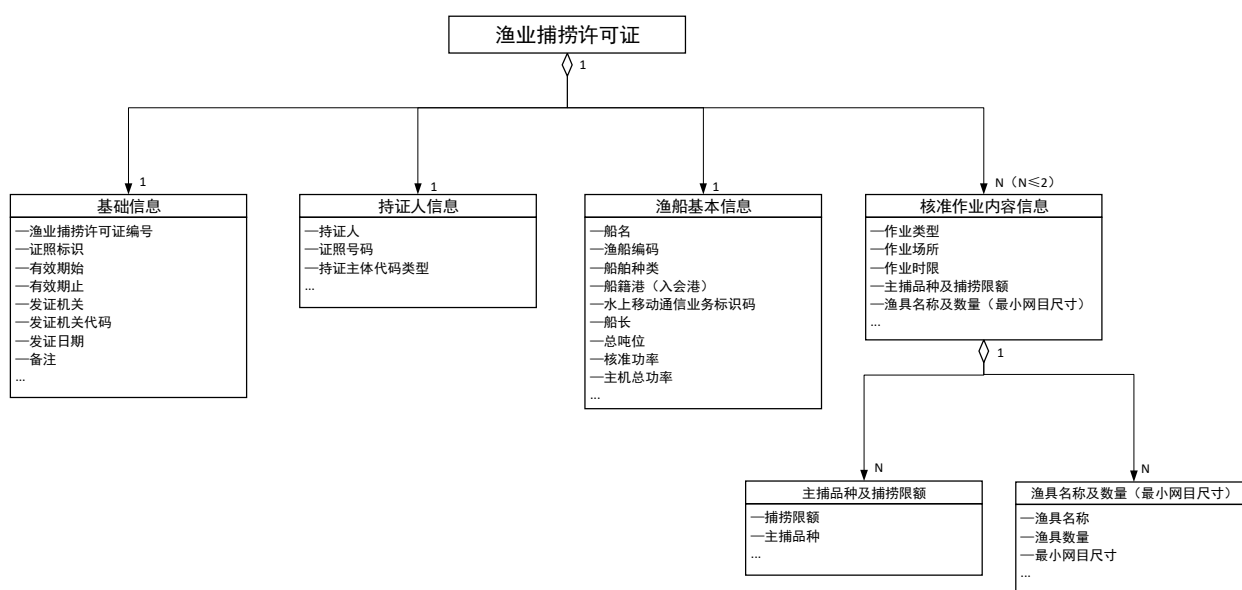 渔业捕捞许可证
1
1
基础信息
—渔业捕捞许可证编号
—证照标识
—有效期始
—有效期止
—发证机关
—发证机关代码
—发证日期
—备注
...
1
持证人信息
—持证人
—证照号码
—持证主体代码类型
...
1
渔船基本信息
—船名
—渔船编码
—船舶种类
—船籍港（入会港）
—水上移动通信业务标识码
—船长
—总吨位
—核准功率
—主机总功率
...
N（N≤2）
核准作业内容信息
—作业类型
—作业场所
—作业时限
—主捕品种及捕捞限额
—渔具名称及数量（最小网目尺寸）
...
1
N
主捕品种及捕捞限额
—捕捞限额
—主捕品种
...
N
渔具名称及数量（最小网目尺寸）
—渔具名称
—渔具数量
—最小网目尺寸
...